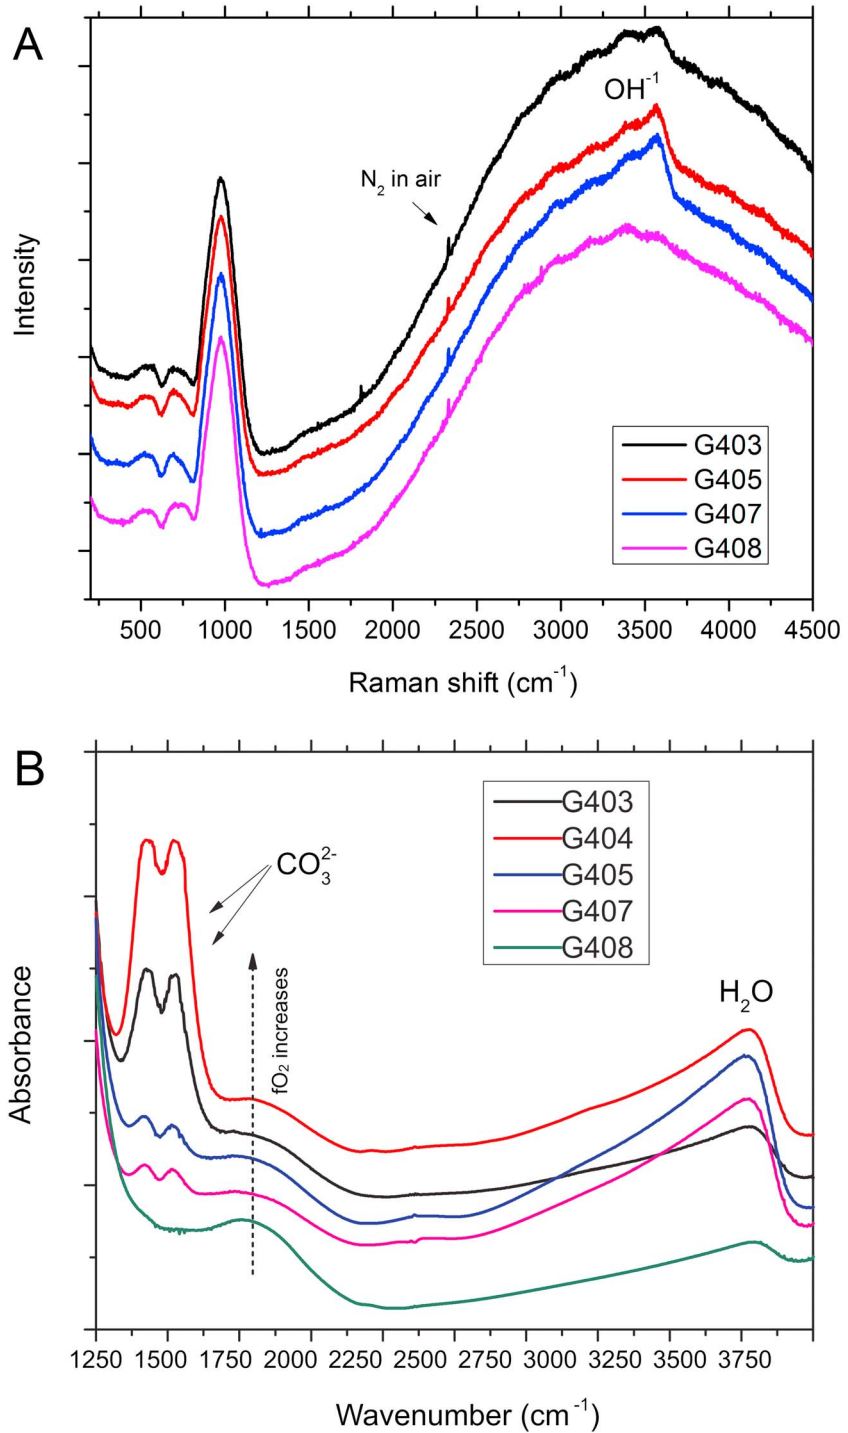 A
OH-1
N2 in air
Intensity
G403
G405
G407
G408
500 1000 1500 2000 2500 3000 3500 4000 4500
Raman shift (cm-1)
B
G403
G404
G405
G407
G408
CO3 2-
fO2 increases
H2O
Absorbance
1250 1500 1750 2000 2250 2500 2750 3000 3250 3500 3750
Wavenumber (cm-1)